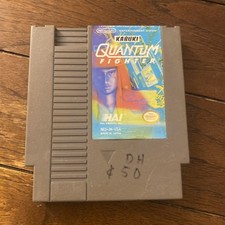 KABUKI
QUANTUM
FIGHTER
HAL
DH
$50